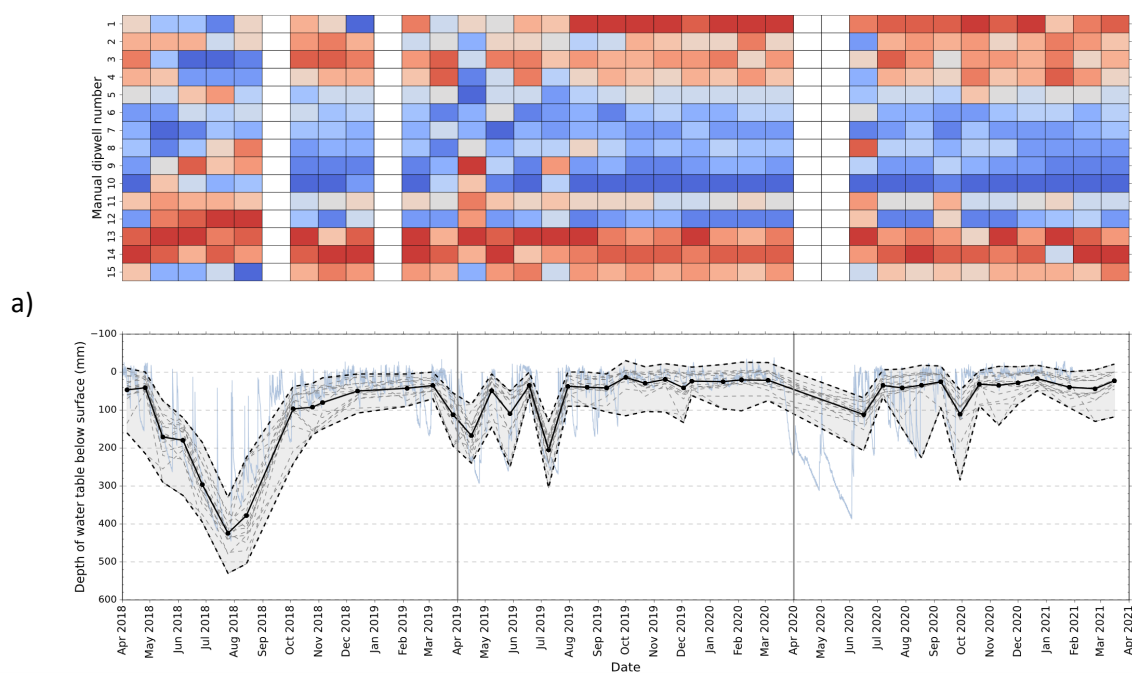 Manual dipwell number
1
2
3
4
5
6
7
8
9
10
11
12
13
14
15
a)
Depth of water table below surface (mm)
−100
0
100
200
300
400
500
600
Apr 2018
May 2018
Jun 2018
Jul 2018
Aug 2018
Sep 2018
Oct 2018
Nov 2018
Dec 2018
Jan 2019
Feb 2019
Mar 2019
Apr 2019
May 2019
Jun 2019
Jul 2019
Aug 2019
Sep 2019
Oct 2019
Nov 2019
Dec 2019
Jan 2020
Feb 2020
Mar 2020
Apr 2020
May 2020
Jun 2020
Jul 2020
Aug 2020
Sep 2020
Oct 2020
Nov 2020
Dec 2020
Jan 2021
Feb 2021
Mar 2021
Apr 2021
Date